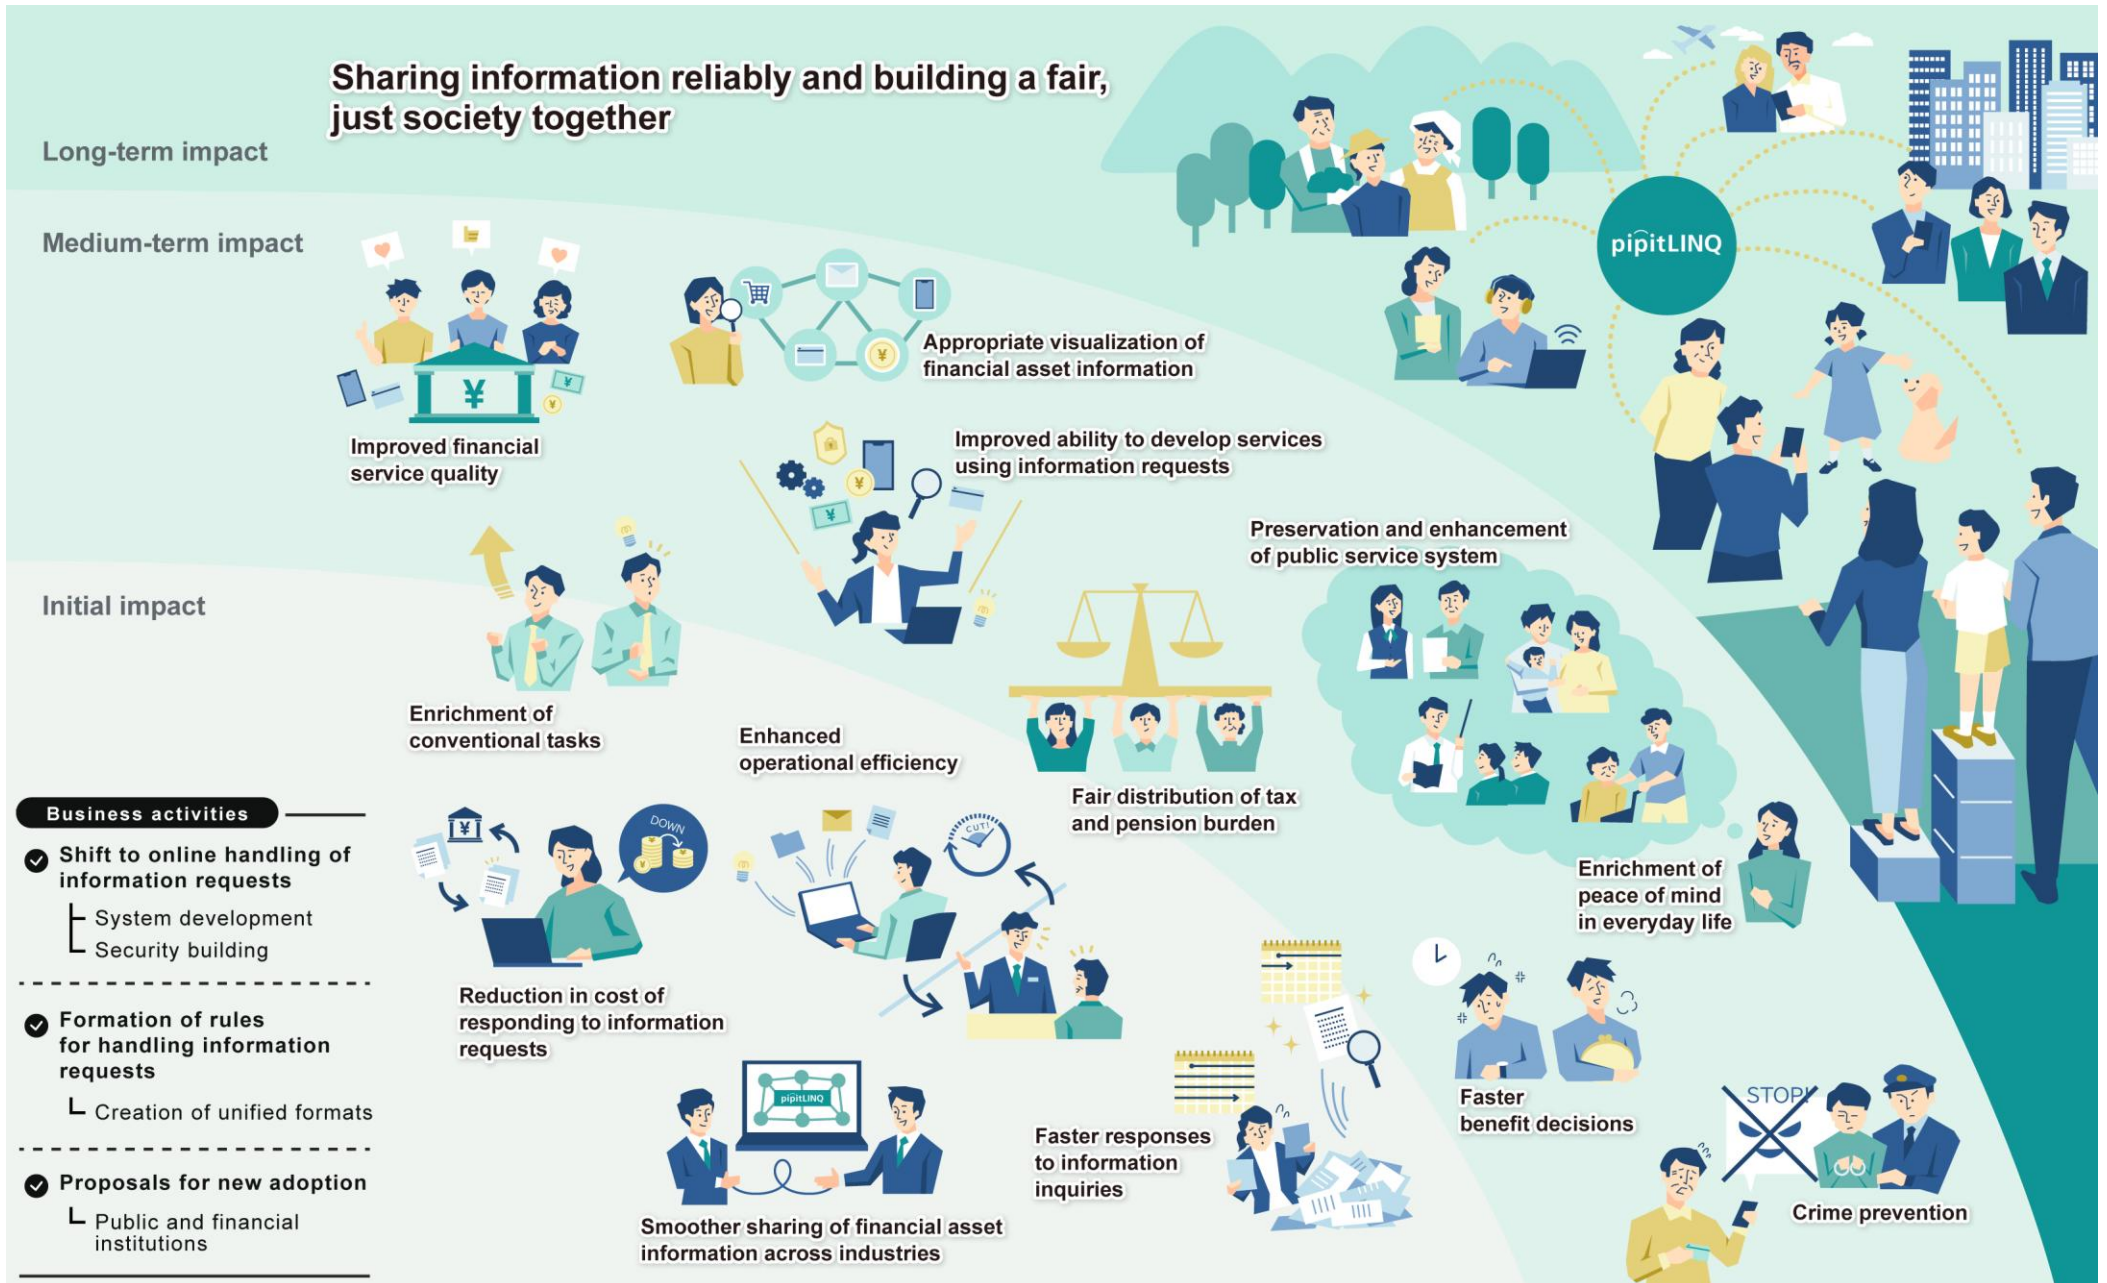 Sharing information reliably and building a fair,
just society together
Long-term impact
Medium-term impact
pipitLINQ
Appropriate visualization of
financial asset information
¥
¥
¥
¥
Improved financial
service quality
Improved ability to develop services
using information requests
¥
¥
Preservation and enhancement
of public service system
Initial impact
Enrichment of
conventional tasks
Enhanced
operational efficiency
Fair distribution of tax
and pension burden
Business activities
Shift to online handling of
information requests
System development
Security building
Formation of rules
for handling information
requests
Creation of unified formats
Proposals for new adoption
Public and financial
institutions
¥
DOWN
¥
¥
¥
CUT!
Enrichment of
peace of mind
in everyday life
Reduction in cost of
responding to information
requests
pipitLINQ
Smoother sharing of financial asset
information across industries
Faster responses
to information
inquiries
Faster
benefit decisions
STOP!
Crime prevention